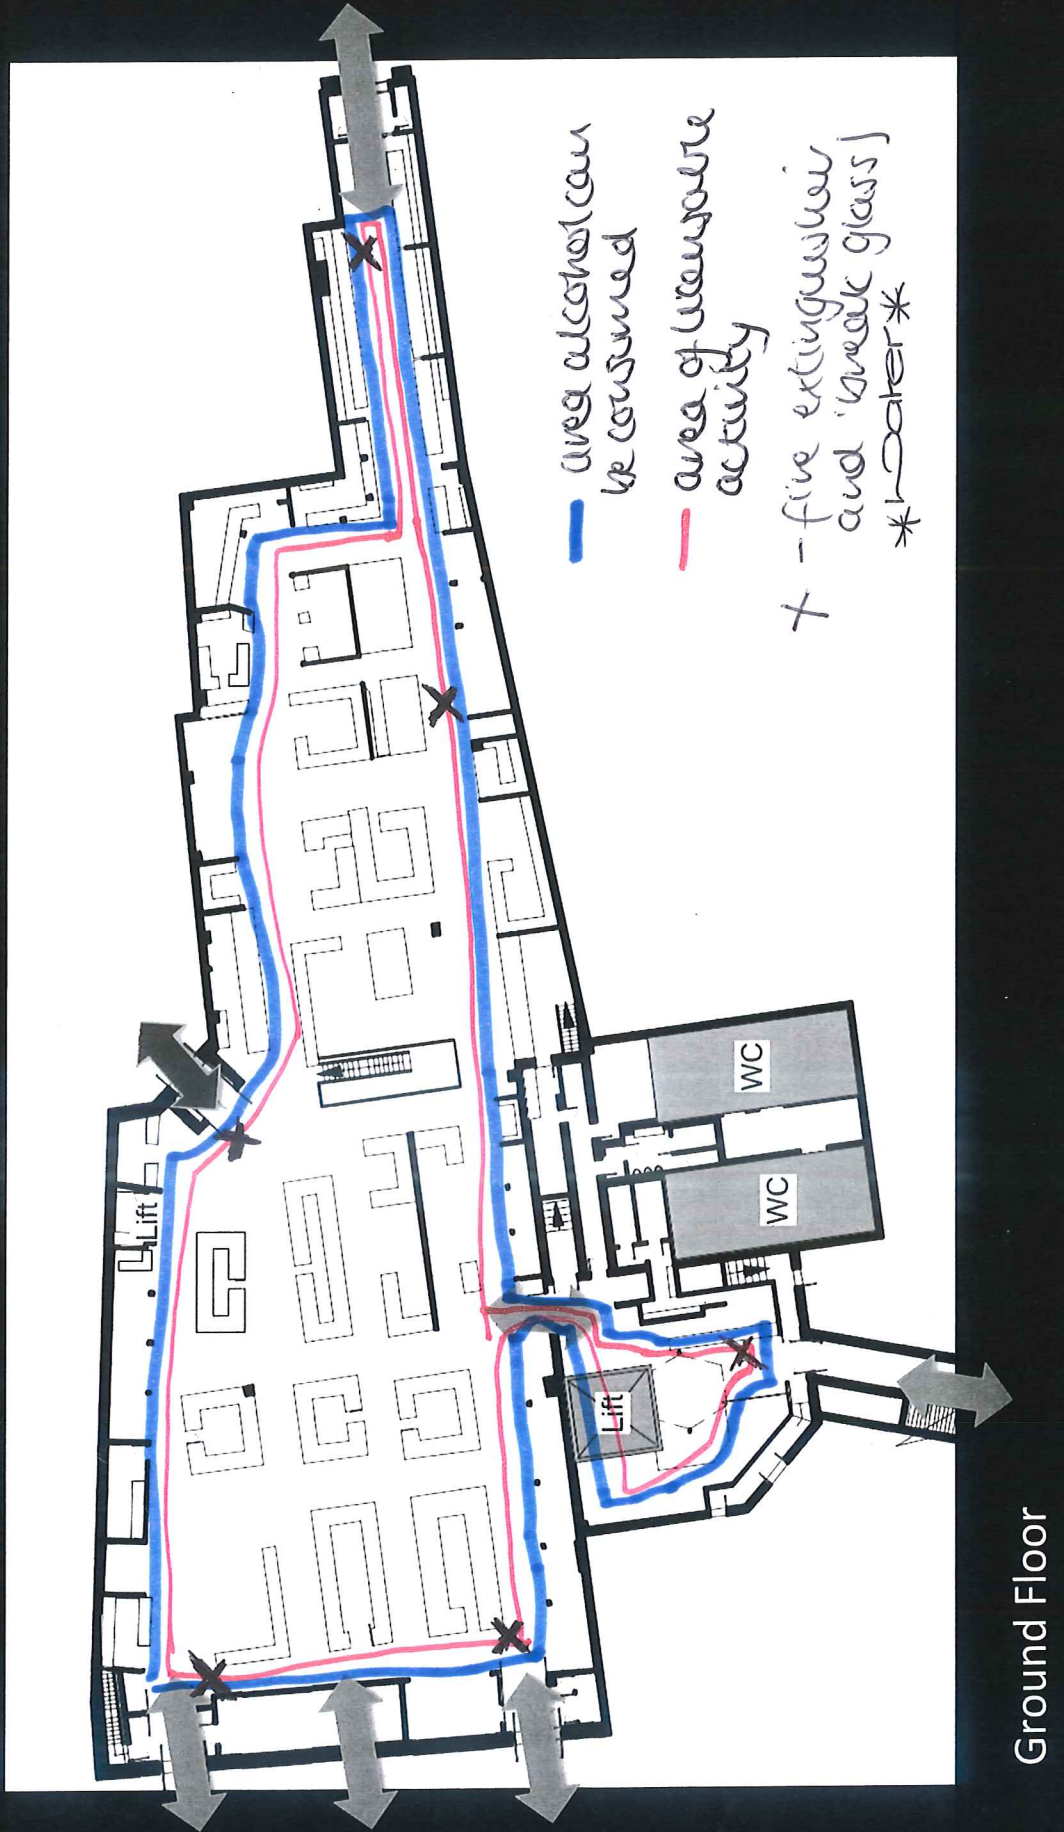 Ground Floor
Lift
Lift
WC
WC
area alcohol can
be consumed
area of licensable
activity
X - fire extinguisher
and 'break glass'
*water*